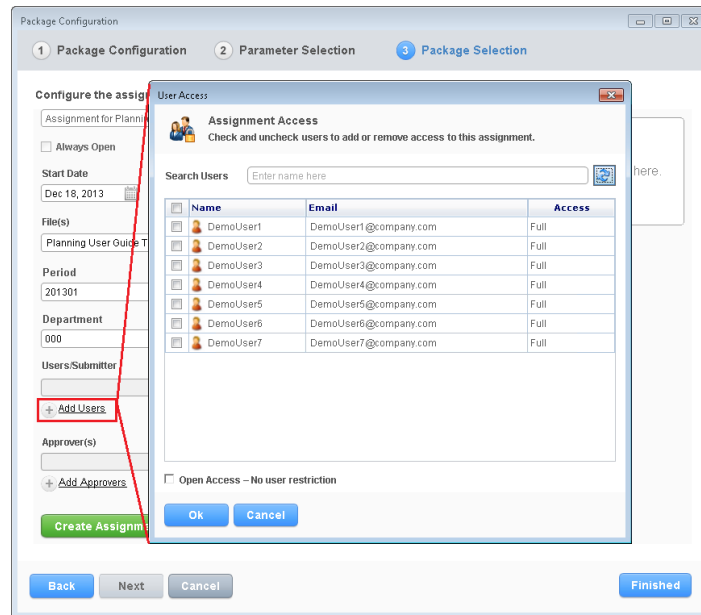 Package Configuration
1 Package Configuration 2 Parameter Selection 3 Package Selection
Configure the assig
Assignment for Plannin
Always Open
Start Date
Dec 18, 2013
File(s)
Planning User Guide T
Period
201301
Department
000
Users/Submitter
Add Users
Approver(s)
Add Approvers
Create Assignme
here.
User Access
Assignment Access
Check and uncheck users to add or remove access to this assignment.
Search Users Enter name here
Name Email Access
DemoUser1 DemoUser1@company.com Full
DemoUser2 DemoUser2@company.com Full
DemoUser3 DemoUser3@company.com Full
DemoUser4 DemoUser4@company.com Full
DemoUser5 DemoUser5@company.com Full
DemoUser6 DemoUser6@company.com Full
DemoUser7 DemoUser7@company.com Full
Open Access – No user restriction
Ok Cancel
Back Next Cancel Finished